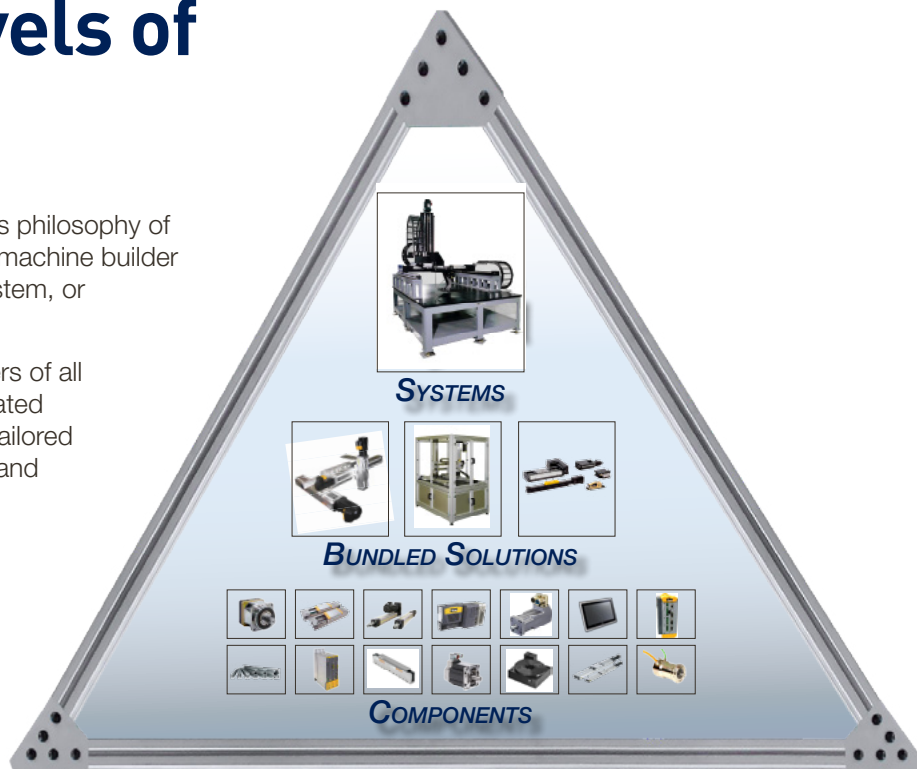 vels of
s philosophy of
machine builder
stem, or
rs of all
ated
ailored
and
Systems
Bundled Solutions
Components